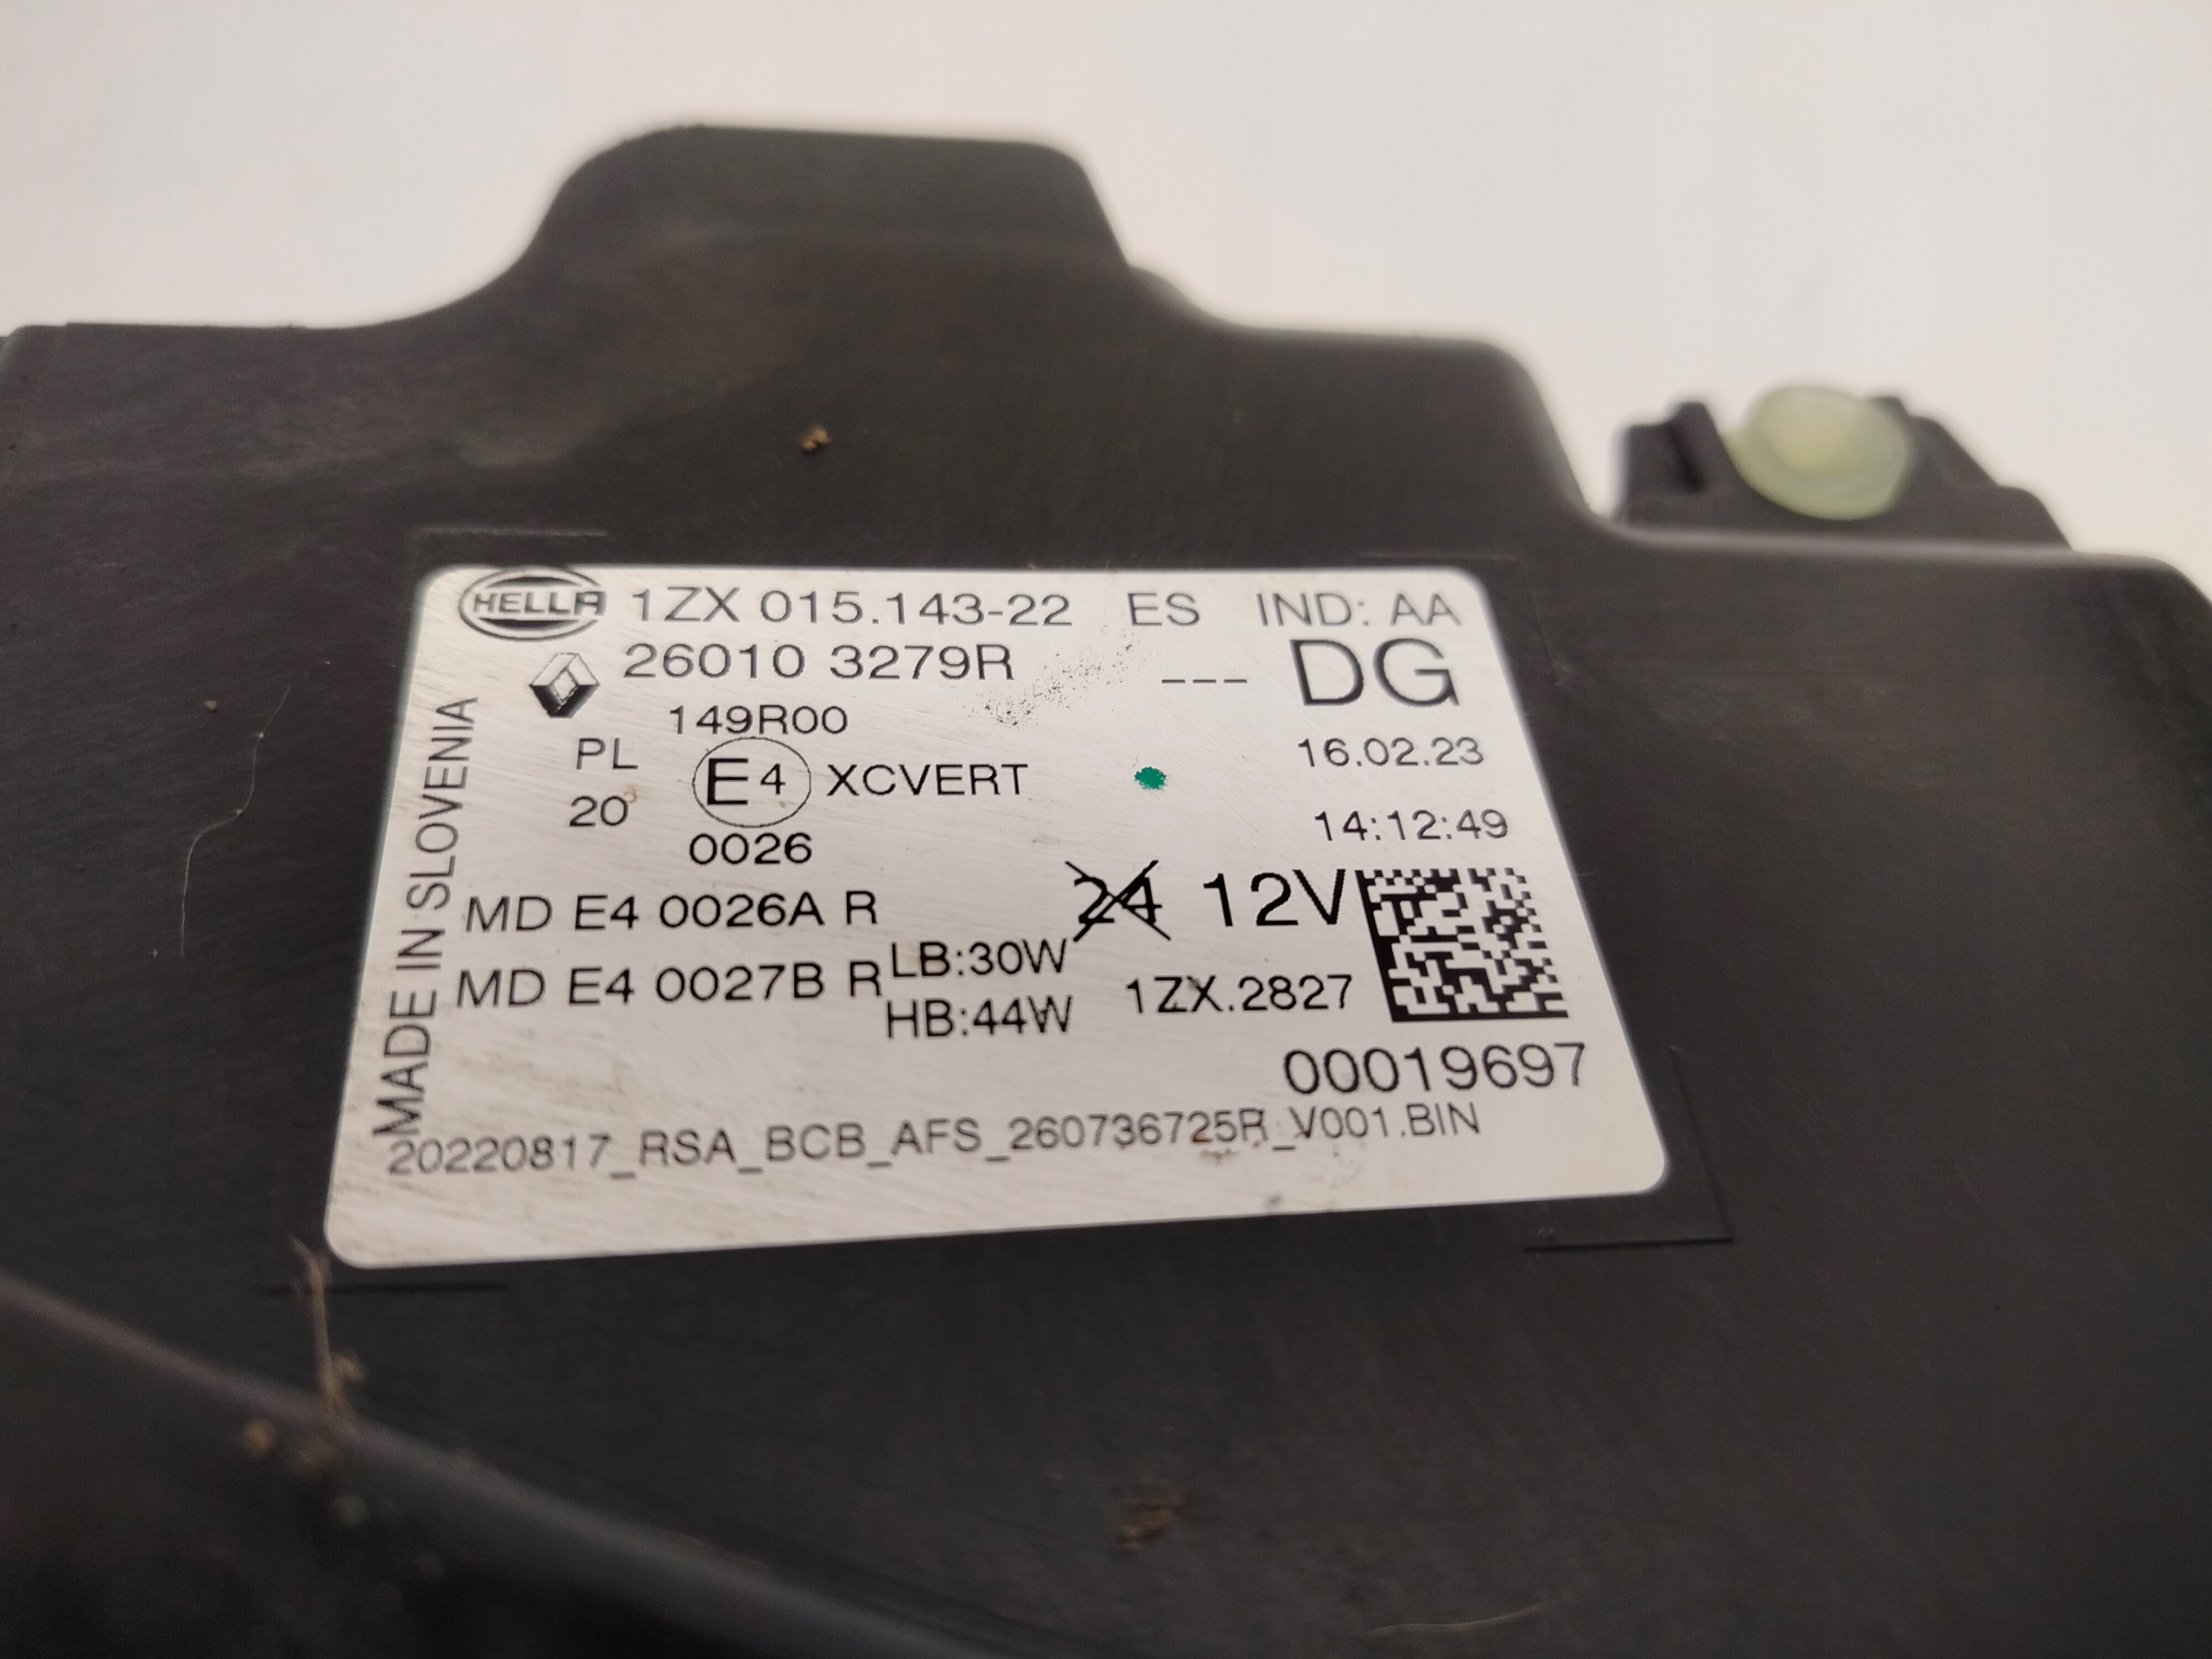 HELLA 1ZX 015.143-22 ES IND: AA
26010 3279R --- DG
149R00
16.02.23
PL E4 XCVERT
20
0026
14:12:49
MD E4 0026A R
24 12V
MD E4 0027B R
LB:30W
HB:44W
1ZX.2827
00019697
20220817_RSA_BCB_AFS_260736725R_V001.BIN
MADE IN SLOVENIA